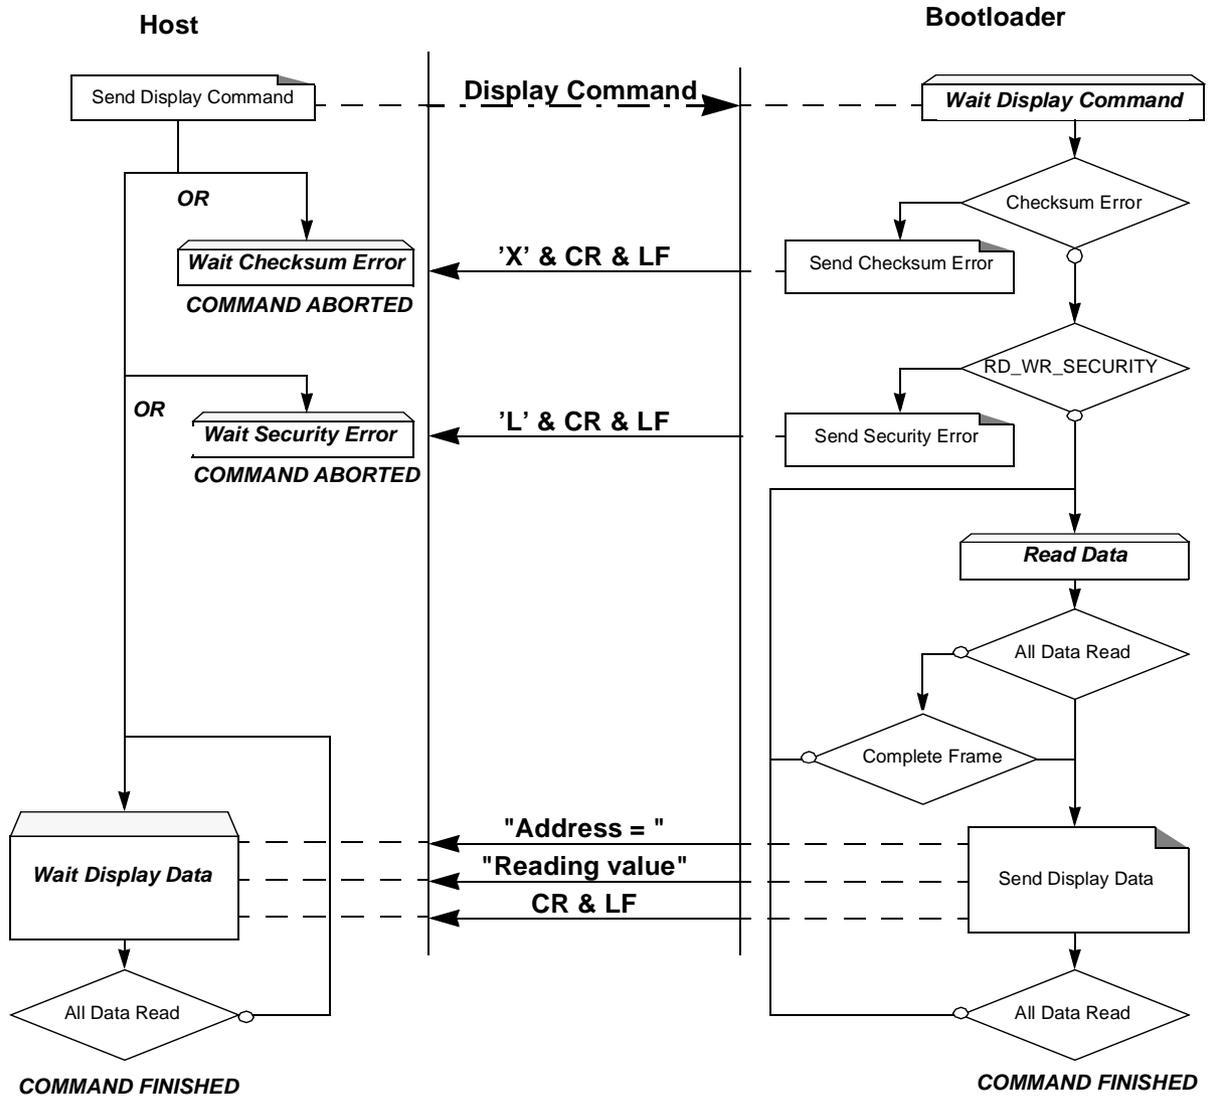 Host
Bootloader
Send Display Command
Display Command
Wait Display Command
OR
Checksum Error
Wait Checksum Error
’X’ & CR & LF
Send Checksum Error
COMMAND ABORTED
RD_WR_SECURITY
OR
Wait Security Error
’L’ & CR & LF
Send Security Error
COMMAND ABORTED
Read Data
All Data Read
Complete Frame
"Address = "
Wait Display Data
"Reading value"
Send Display Data
CR & LF
All Data Read
All Data Read
COMMAND FINISHED
COMMAND FINISHED